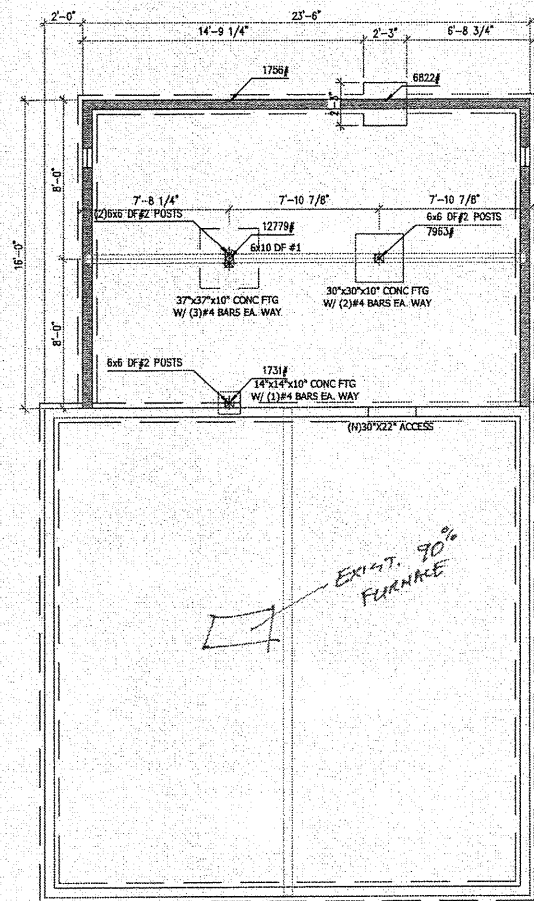 2'-0"
23'-6"
14'-9 1/4"
2'-3"
6'-8 3/4"
1756#
6822#
2'-3"
8'-0"
16'-0"
8'-0"
7'-8 1/4"
7'-10 7/8"
7'-10 7/8"
(2)6x6 DF#2 POSTS
12779#
6x10 DF #1
6x6 DF#2 POSTS
7963#
37"x37"x10" CONC FTG
W/ (3)#4 BARS EA. WAY
30"x30"x10" CONC FTG
W/ (2)#4 BARS EA. WAY
6x6 DF#2 POSTS
1731#
14"x14"x10" CONC FTG
W/ (1)#4 BARS EA. WAY
(N)30"X22" ACCESS
EXIST. 90%
FURNACE